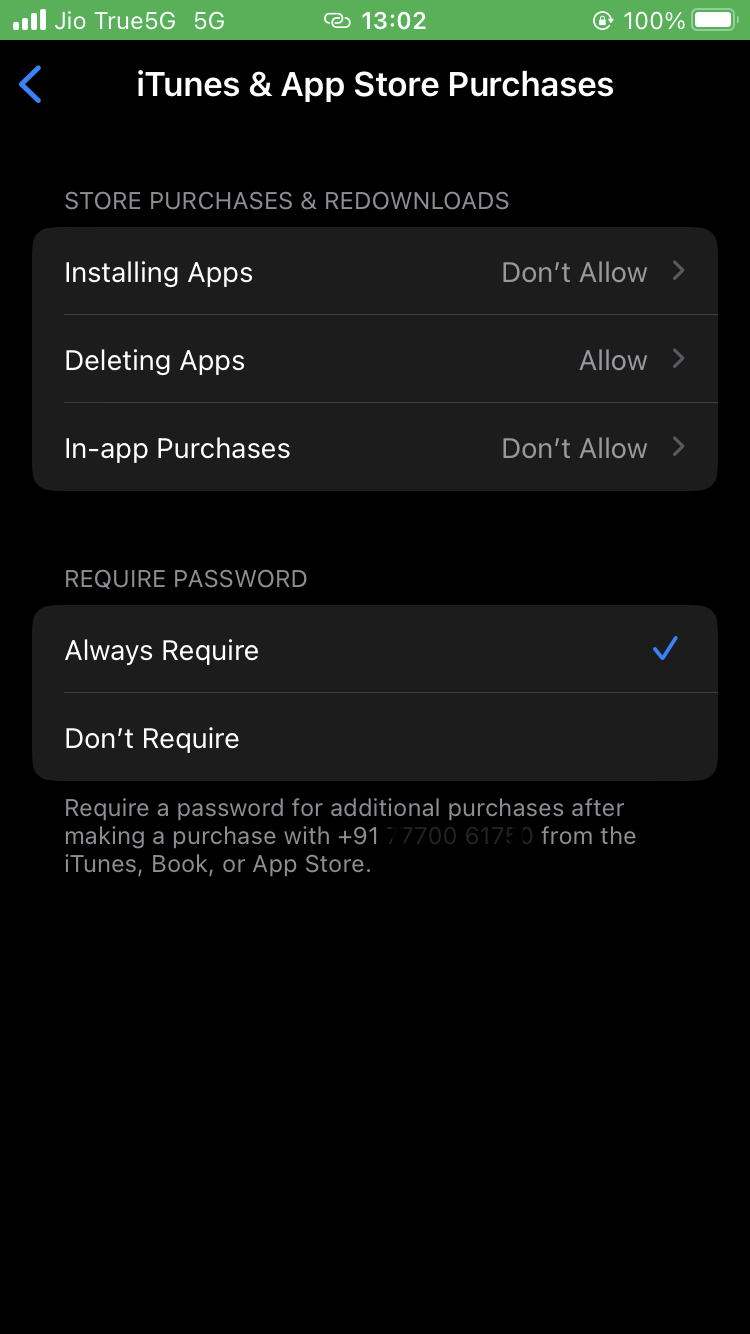 Jio True5G 5G 13:02 100%
iTunes & App Store Purchases
STORE PURCHASES & REDOWNLOADS
Installing Apps Don't Allow
Deleting Apps Allow
In-app Purchases Don't Allow
REQUIRE PASSWORD
Always Require
Don't Require
Require a password for additional purchases after
making a purchase with +91 from the
iTunes, Book, or App Store.